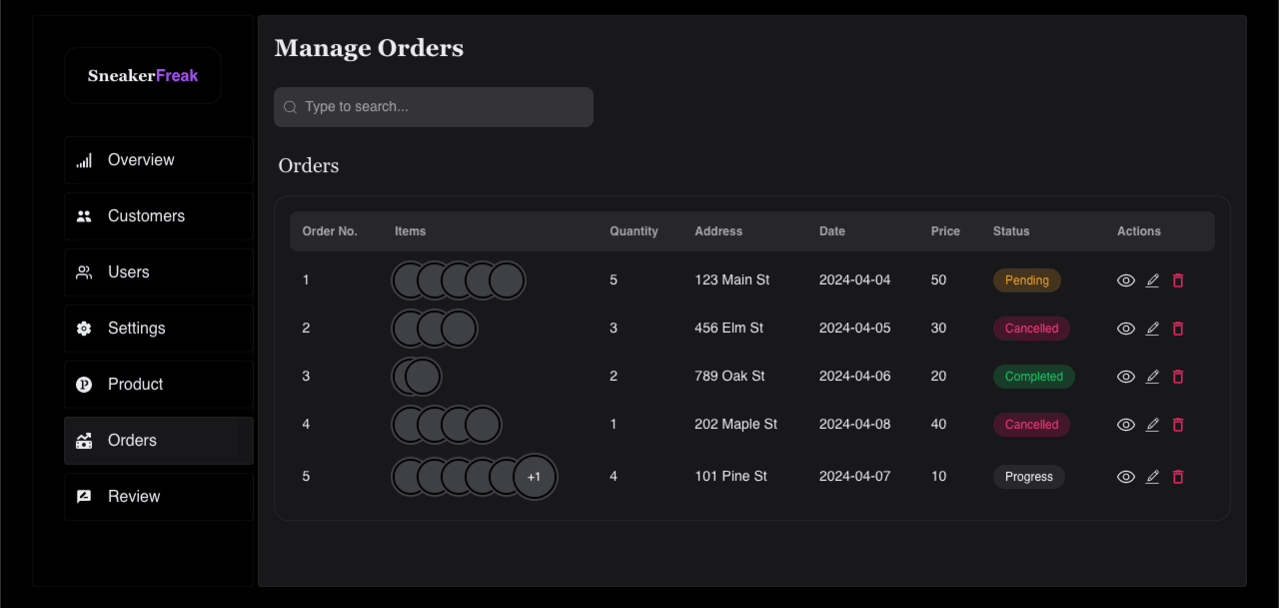 SneakerFreak
Overview
Customers
Users
Settings
Product
Orders
Review
Manage Orders
Type to search...
Orders
Order No. Items Quantity Address Date Price Status Actions
1 5 123 Main St 2024-04-04 50 Pending
2 3 456 Elm St 2024-04-05 30 Cancelled
3 2 789 Oak St 2024-04-06 20 Completed
4 1 202 Maple St 2024-04-08 40 Cancelled
5 +1 4 101 Pine St 2024-04-07 10 Progress